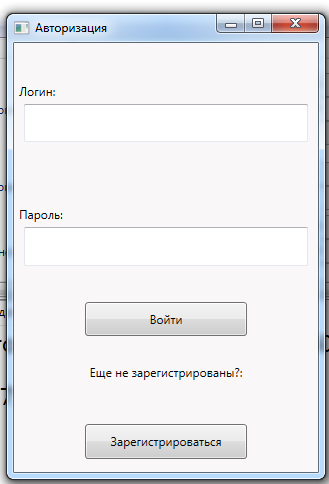 Авторизация
Логин:
Пароль:
Войти
Еще не зарегистрированы?:
Зарегистрироваться